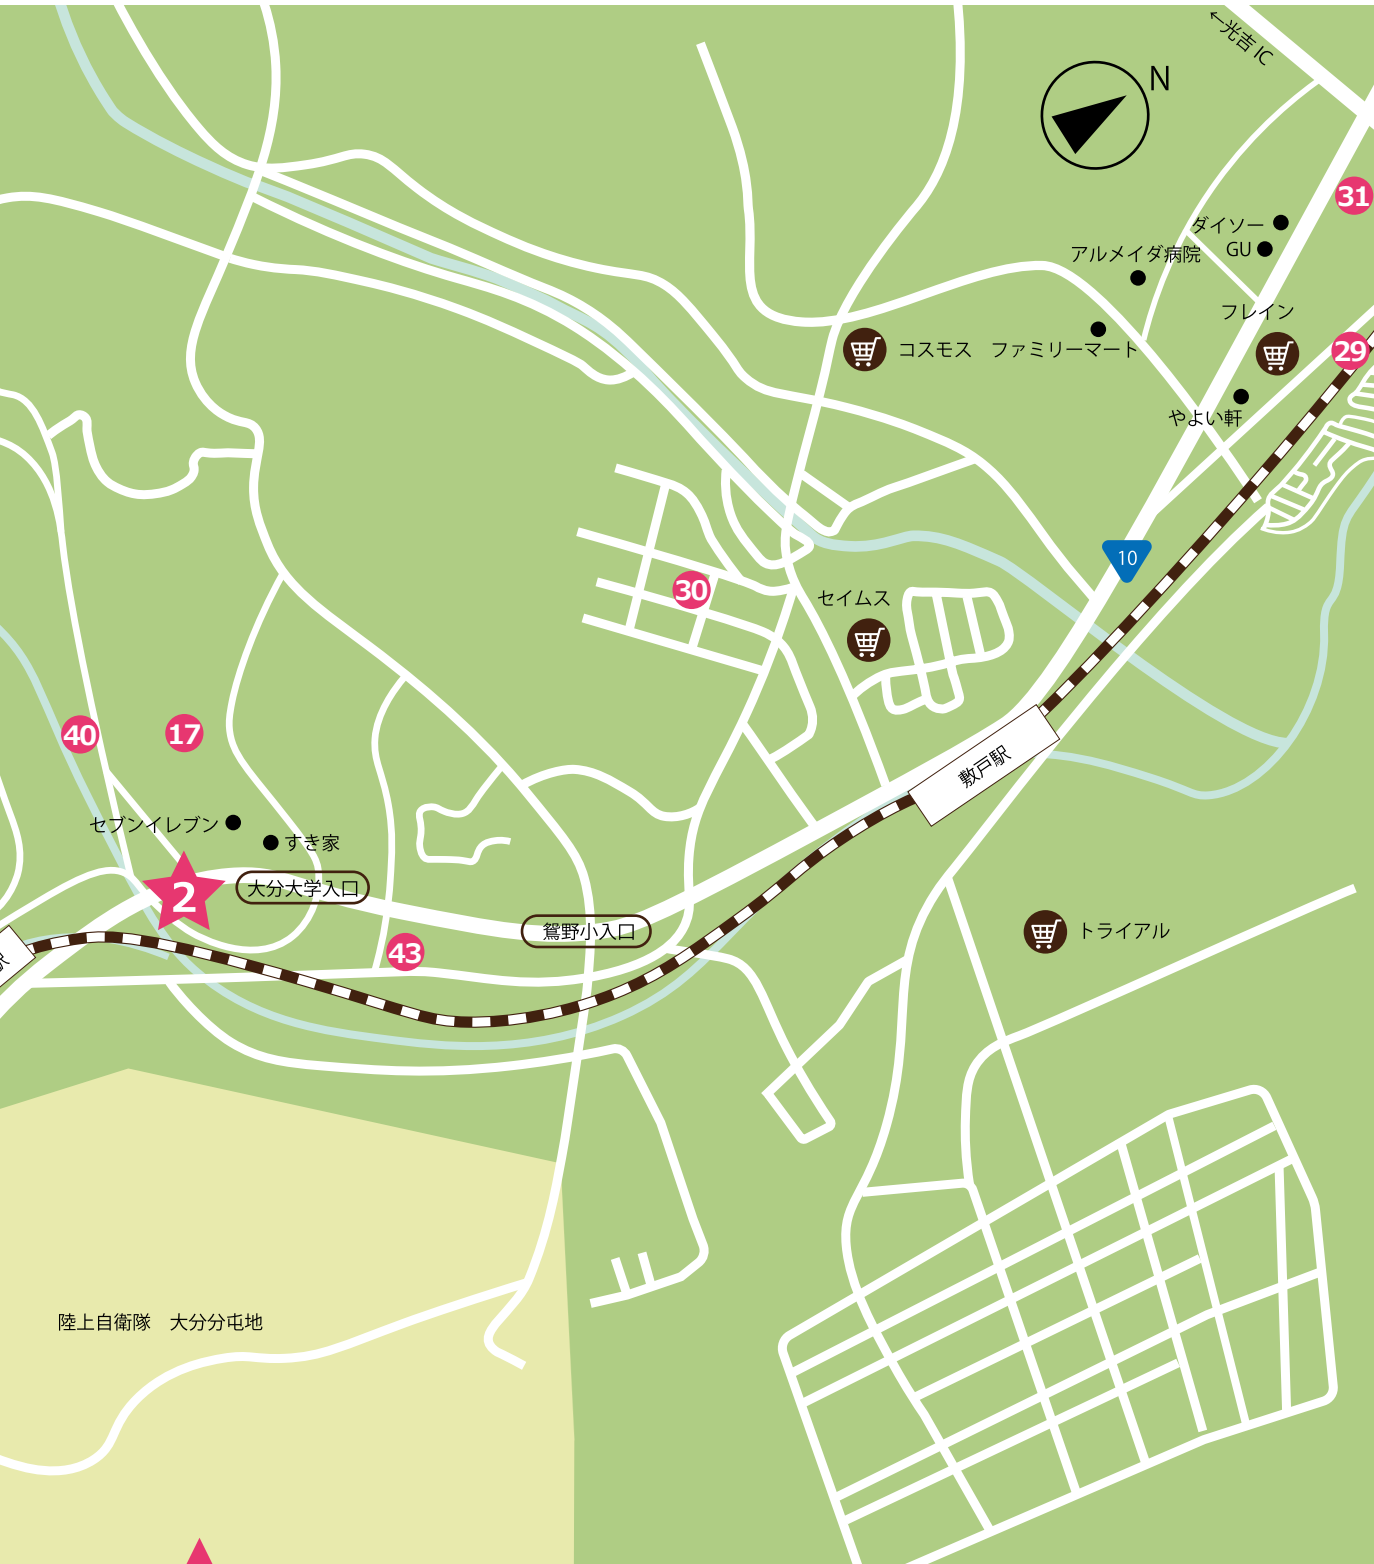 ←光吉 IC
N
31
ダイソー
GU
アルメイダ病院
フレイン
コスモス
ファミリーマート
29
やよい軒
10
30
セイムス
40
17
敷戸駅
セブンイレブン
すき家
2
大分大学入口
鴛野小入口
トライアル
43
駅
陸上自衛隊　大分分屯地